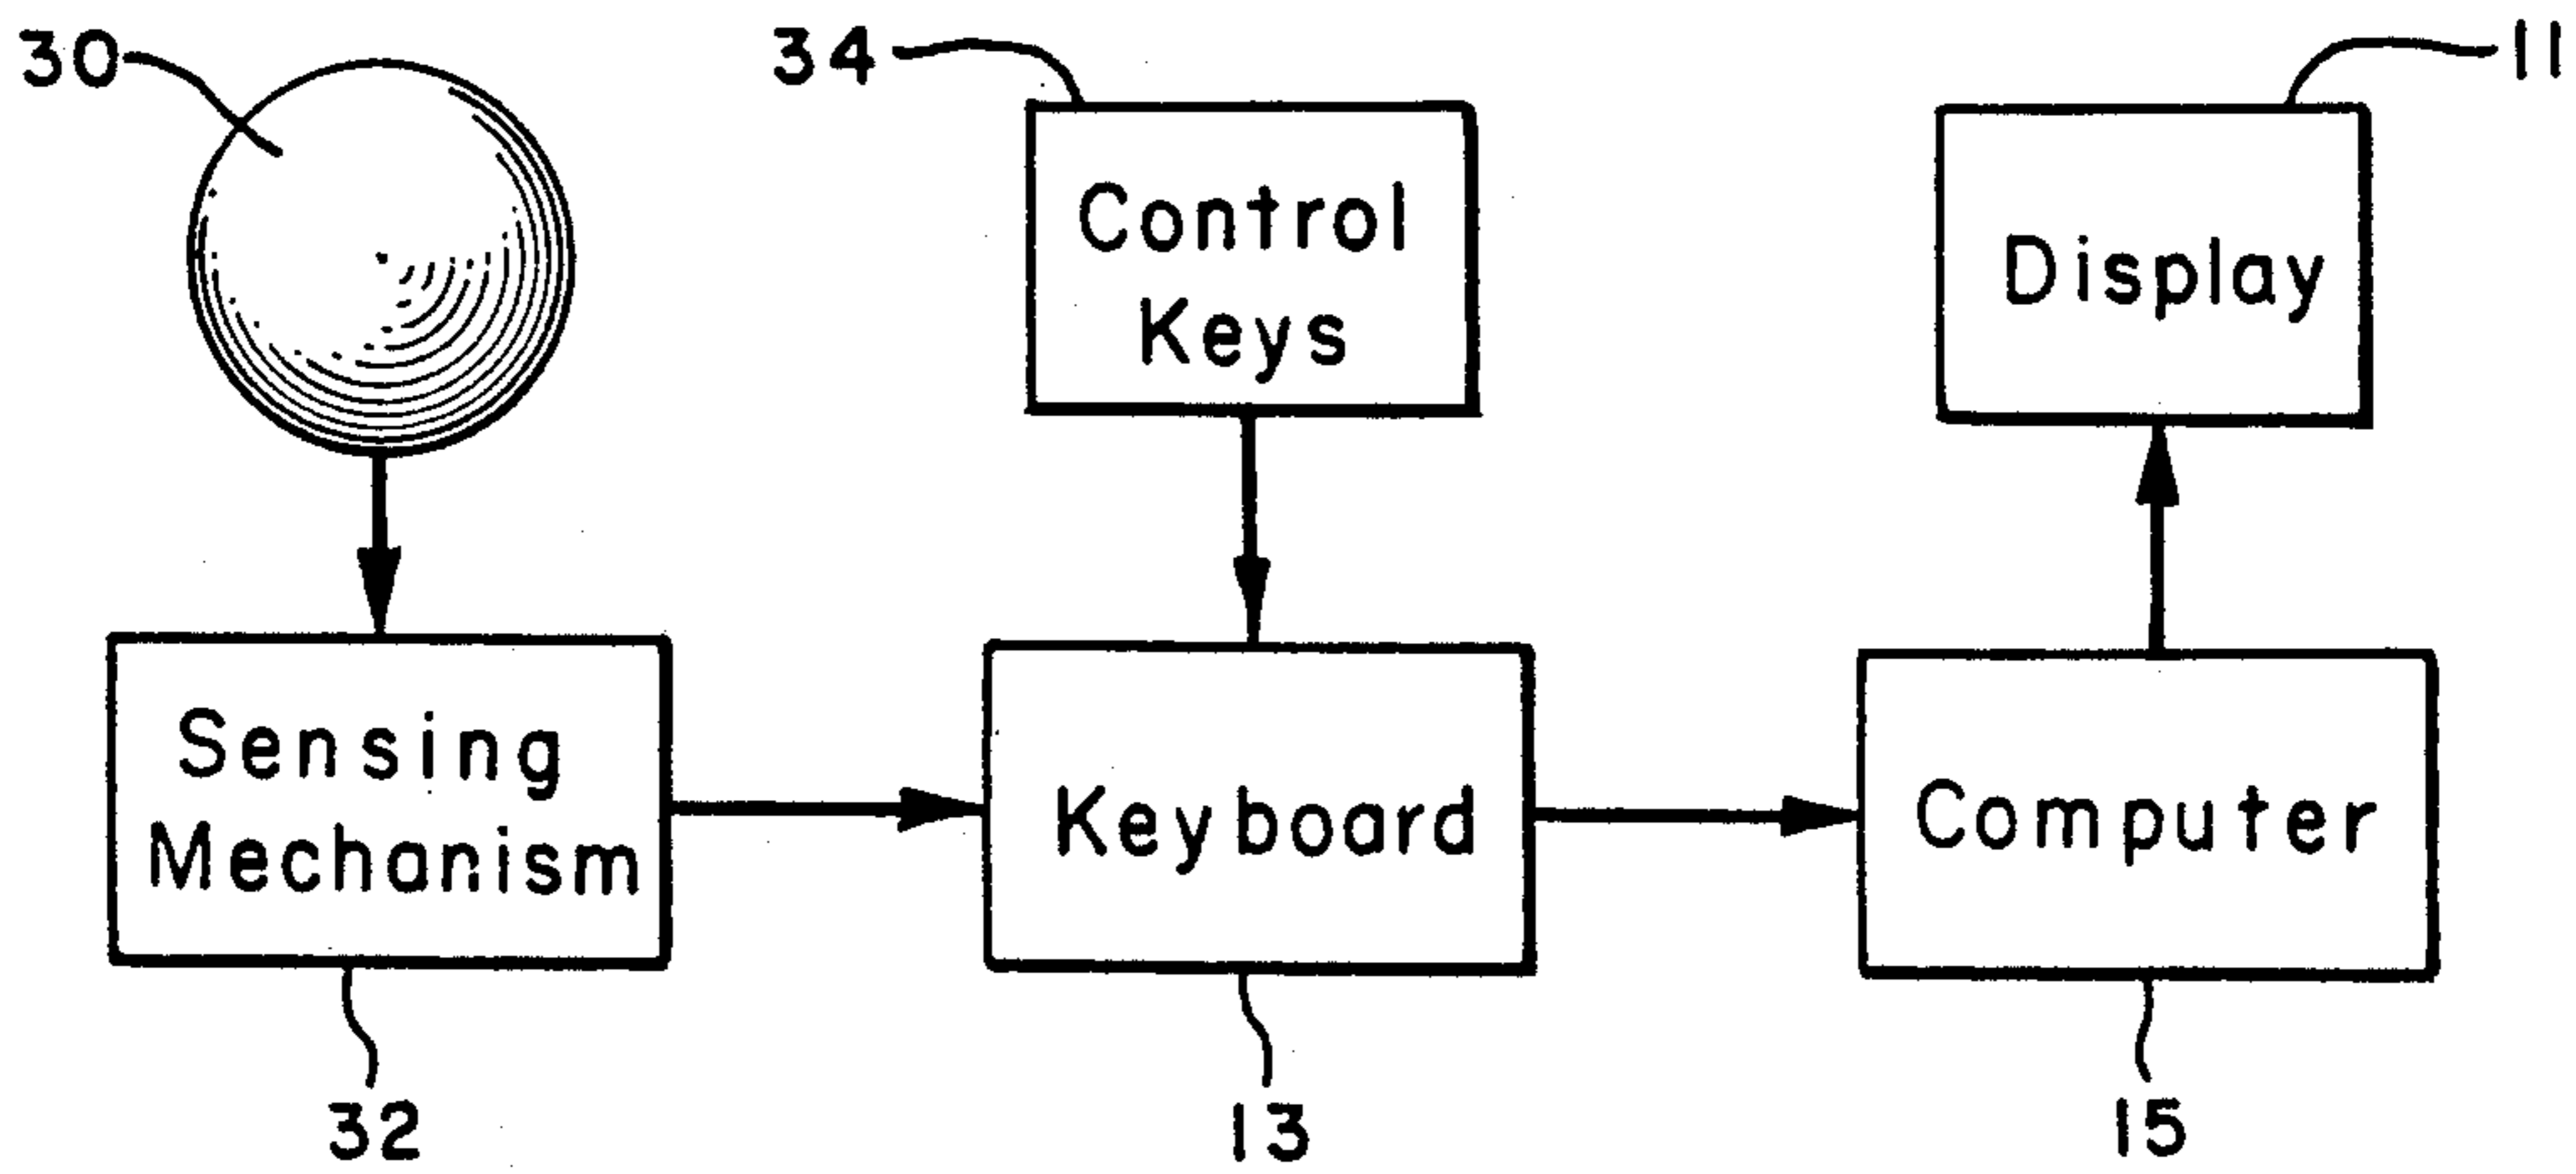 30
34
11
Control
Keys
Display
Sensing
Mechanism
Keyboard
Computer
32
13
15